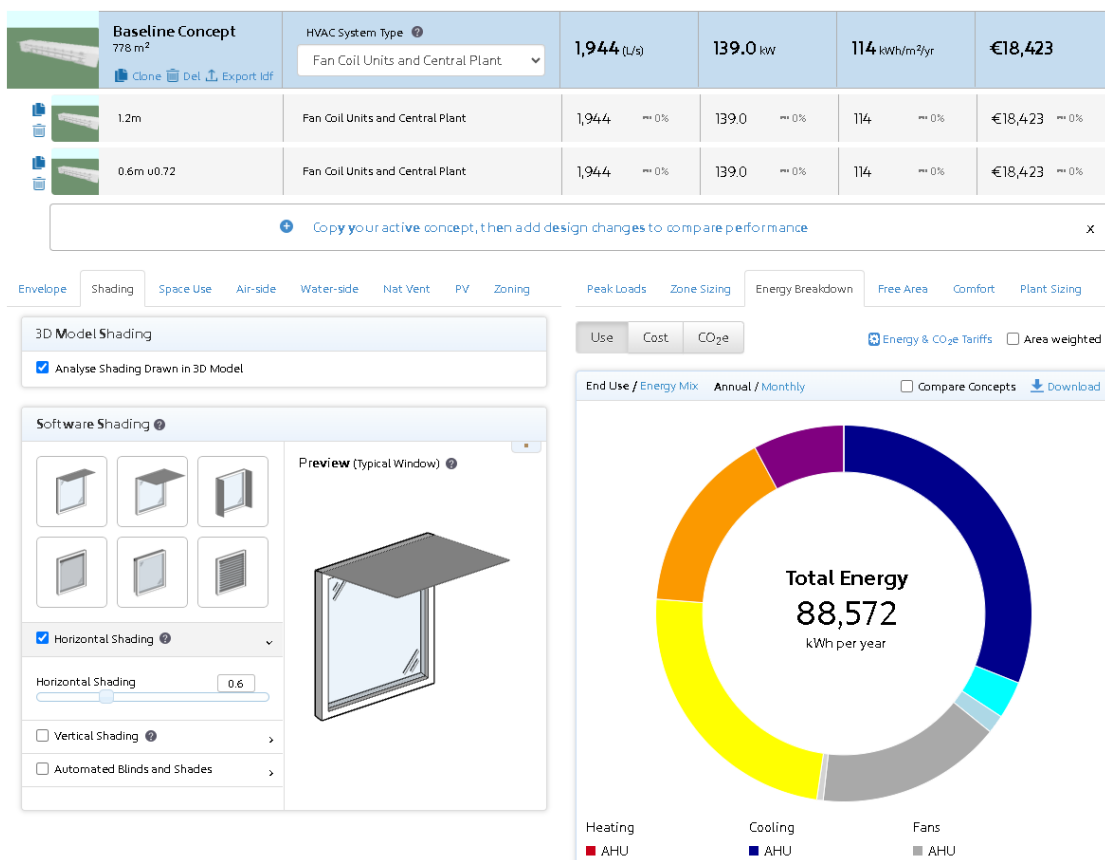 Baseline Concept
778 m²
Clone Del Export Idf
HVAC System Type
Fan Coil Units and Central Plant
1,944 (L/s)
139.0 kW
114 kWh/m²/yr
€18,423
1.2m
Fan Coil Units and Central Plant
1,944 0%
139.0 0%
114 0%
€18,423 0%
0.6m u0.72
Fan Coil Units and Central Plant
1,944 0%
139.0 0%
114 0%
€18,423 0%
Copy your active concept, then add design changes to compare performance
x
Envelope Shading Space Use Air-side Water-side Nat Vent PV Zoning
3D Model Shading
Analyse Shading Drawn in 3D Model
Software Shading
Preview (Typical Window)
Horizontal Shading
Horizontal Shading 0.6
Vertical Shading
Automated Blinds and Shades
Peak Loads Zone Sizing Energy Breakdown Free Area Comfort Plant Sizing
Use Cost CO₂e
Energy & CO₂e Tariffs Area weighted
End Use / Energy Mix Annual / Monthly Compare Concepts Download
Total Energy
88,572
kWh per year
Heating Cooling Fans
AHU AHU AHU